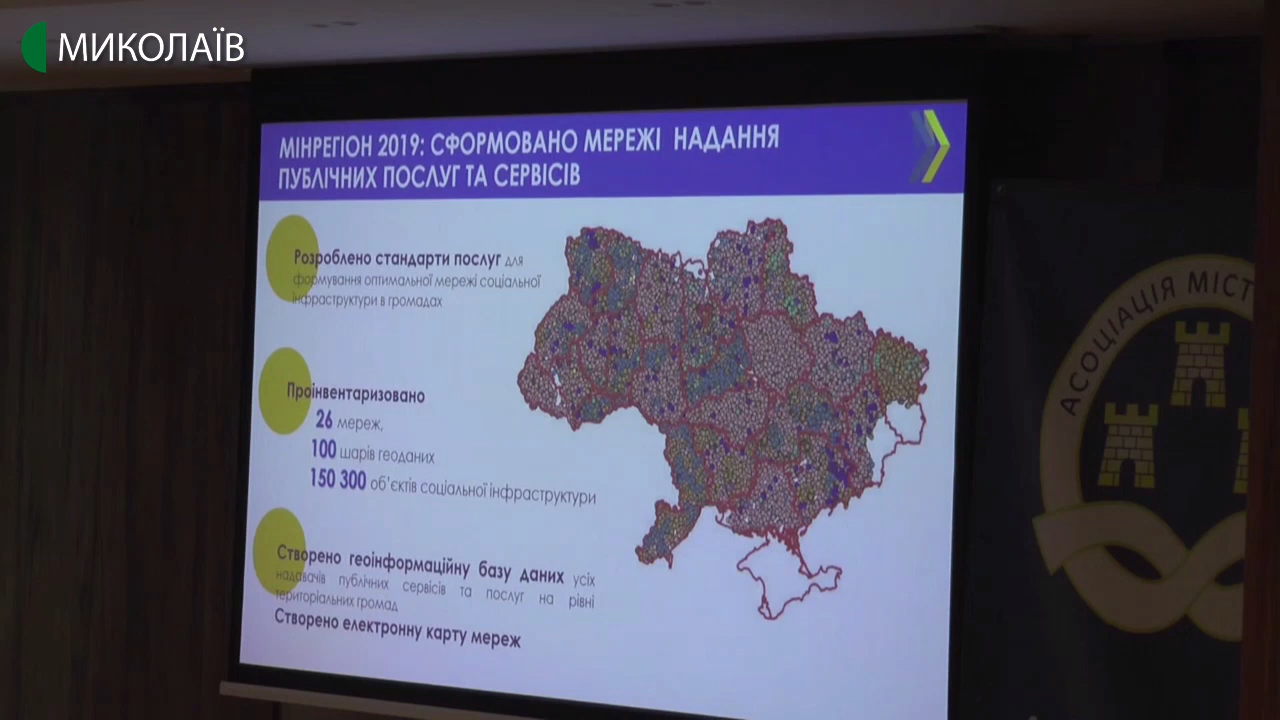 МИКОЛАЇВ
МІНРЕГІОН 2019: СФОРМОВАНО МЕРЕЖІ НАДАННЯ
ПУБЛІЧНИХ ПОСЛУГ ТА СЕРВІСІВ
Розроблено стандарти послуг для
формування оптимальної мережі соціальної
інфраструктури в громадах
Проінвентаризовано
26 мереж,
100 шарів геоданих
150 300 об'єктів соціальної інфраструктури
Створено геоінформаційну базу даних усіх
надавачів публічних сервісів та послуг на рівні
територіальних громад
Створено електронну карту мереж
АСОЦІАЦІЯ МІСТ